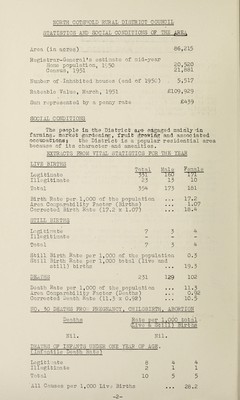 NORTH COTSWOLD RURAL DISTRICT COUNCIL
STATISTICS AND SOCIAL CONDITIONS OF THE AREA
Area (in acres) 88,215
Registrar-General's estimate of mid-year
Home population, 1950 20,528
Census, 1951 21,881
Number of inhabited houses (end of 1950) 5,517
Rateable Value, March, 1951 £109,929
Sum represented by a penny rate £439
SOCIAL CONDITIONS
The people in the District are engaged mainly in
farming, market gardening, fruit growing and associated
occupations; the District is a popular residential area
because of its character and amenities.
EXTRACTS FROM VITAL STATISTICS FOR THE YEAR
LIVE BIRTHS
Total Male Female
Legitimate 331 160 171
Illegitimate 23 13 10
Total 354 173 181
Birth Rate per 1,000 of the population ... 17.2
Area Comparability Factor (Births) ... 1.07
Corrected Birth Rate (17.2 x 1.07) ... 18.4
STILL BIRTHS
Legitimate 7 3 4
Illegitimate - - -
Total 7 3 4
Still Birth Rate per 1,000 of the population 0.3
Still Birth Rate per 1,000 total (live and
still) births ... 19.3
DEATHS 231 129 102
Death Rate per 1,000 of the population ... 11.3
Area Comparability Factor (Deaths) ... 0.92
Corrected Death Rate (11.3 x 0.98) ... 10.5
NO. OF DEATHS FROM PREGNANCY, CHILDBIRTH, ABORTION
Deaths Rate per 1,000 total
(Live & Still) Births
Nil. Nil.
DEATHS OF INFANTS UNDER ONE YEAR OF AGE.
(Infantile Death Rate)
Legitimate 8 4 4
Illegitimate 2 1 1
Total 10 5 5
All Causes per 1,000 Live Births ... 28.2
-2-